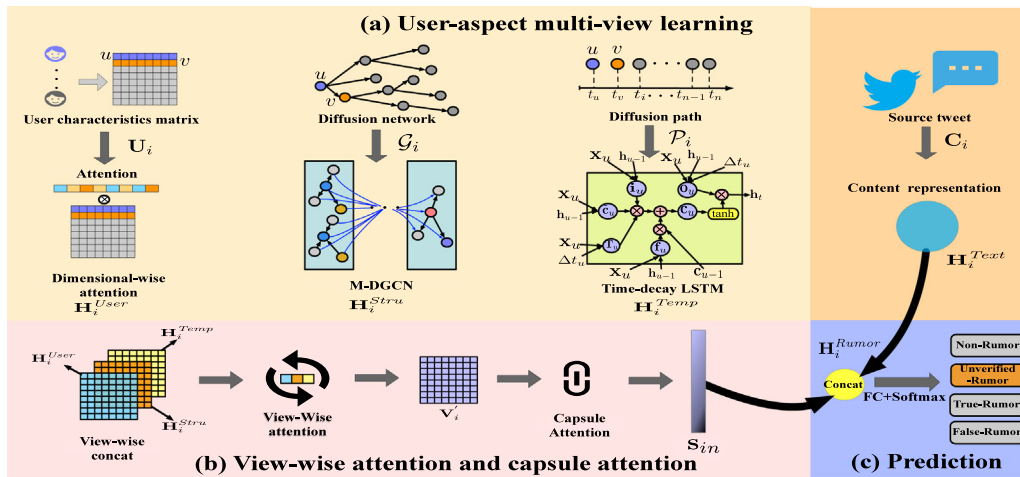 (a) User-aspect multi-view learning
u
v
User characteristics matrix
U_i
Attention
Dimensional-wise
attention
H_i^{User}
u
v
Diffusion network
G_i
M-DGCN
H_i^{Stru}
u v
t_u t_v t_i t_{n-1} t_n
Diffusion path
P_i
x_u h_{u-1} x_u h_{u-1} Δt_u
i_u o_u h_t
x_u
h_{u-1} c_u c_u tanh
x_u
Δt_u f_u
x_u h_{u-1} c_{u-1}
Time-decay LSTM
H_i^{Temp}
Source tweet
C_i
Content representation
H_i^{Text}
H_i^{Temp}
H_i^{User}
H_i^{Stru}
View-wise
concat
View-Wise
attention
V_i'
Capsule
Attention
S_{in}
(b) View-wise attention and capsule attention
H_i^{Rumor}
Concat
FC+Softmax
Non-Rumor
Unverified
-Rumor
True-Rumor
False-Rumor
(c) Prediction